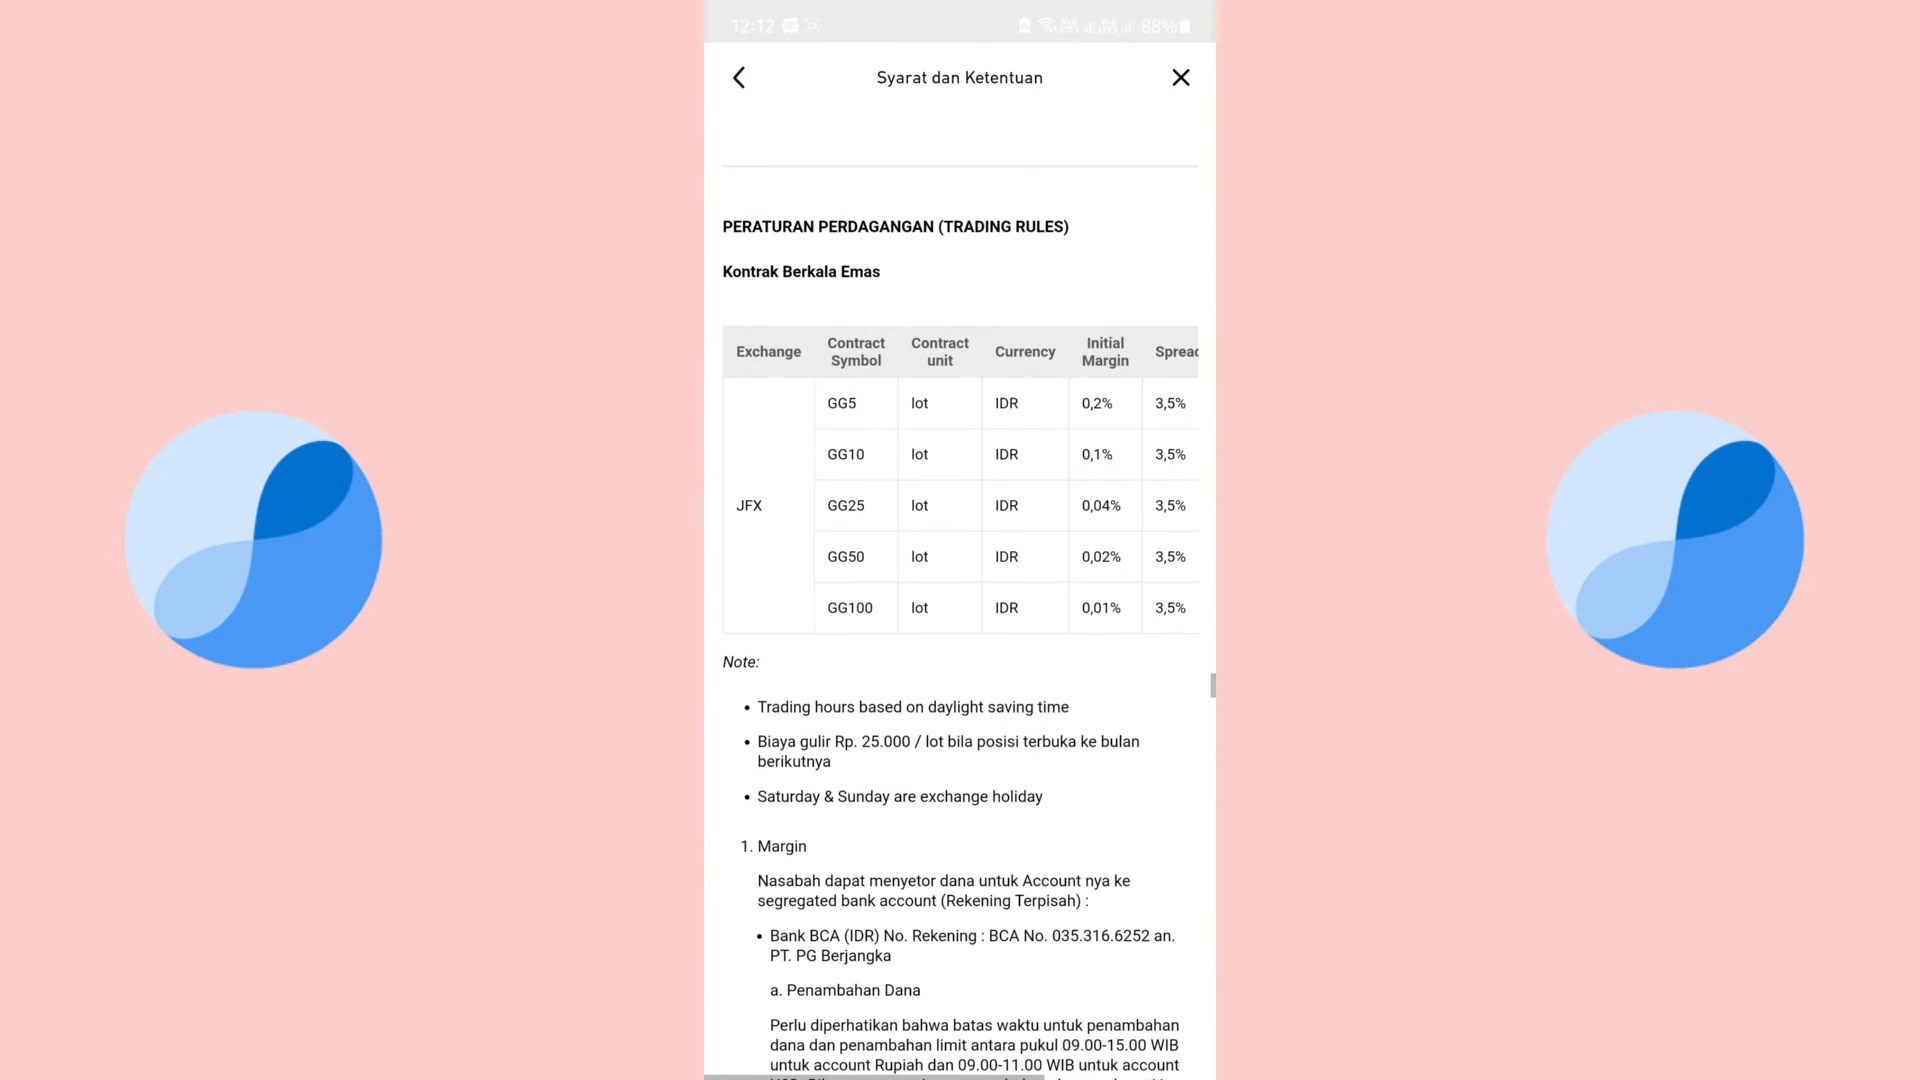 12:12 88%
Syarat dan Ketentuan
PERATURAN PERDAGANGAN (TRADING RULES)
Kontrak Berkala Emas
Exchange Contract Symbol Contract unit Currency Initial Margin Spread
GG5 lot IDR 0,2% 3,5%
GG10 lot IDR 0,1% 3,5%
JFX GG25 lot IDR 0,04% 3,5%
GG50 lot IDR 0,02% 3,5%
GG100 lot IDR 0,01% 3,5%
Note:
• Trading hours based on daylight saving time
• Biaya gulir Rp. 25.000 / lot bila posisi terbuka ke bulan
berikutnya
• Saturday & Sunday are exchange holiday
1. Margin
Nasabah dapat menyetor dana untuk Account nya ke
segregated bank account (Rekening Terpisah) :
• Bank BCA (IDR) No. Rekening : BCA No. 035.316.6252 an.
PT. PG Berjangka
a. Penambahan Dana
Perlu diperhatikan bahwa batas waktu untuk penambahan
dana dan penambahan limit antara pukul 09.00-15.00 WIB
untuk account Rupiah dan 09.00-11.00 WIB untuk account